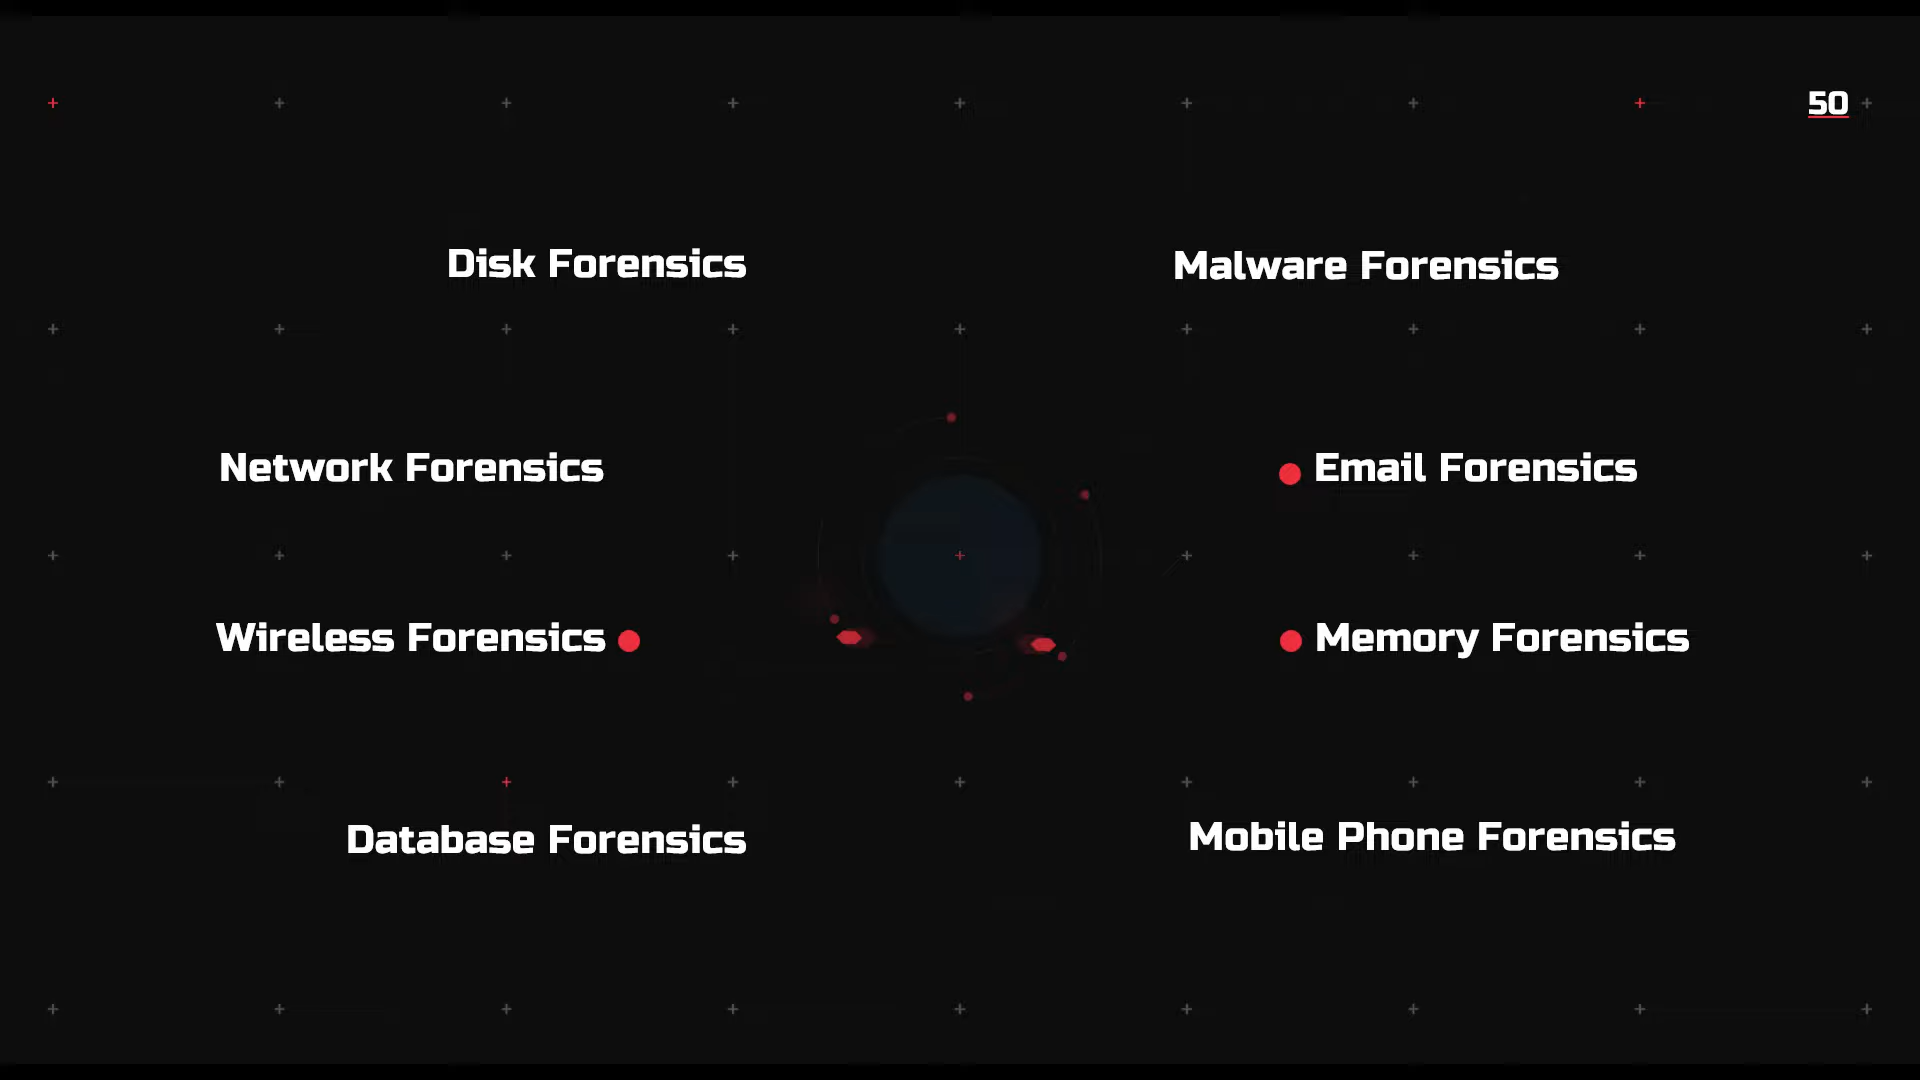 50
Disk Forensics
Malware Forensics
Network Forensics
Email Forensics
Wireless Forensics
Memory Forensics
Database Forensics
Mobile Phone Forensics